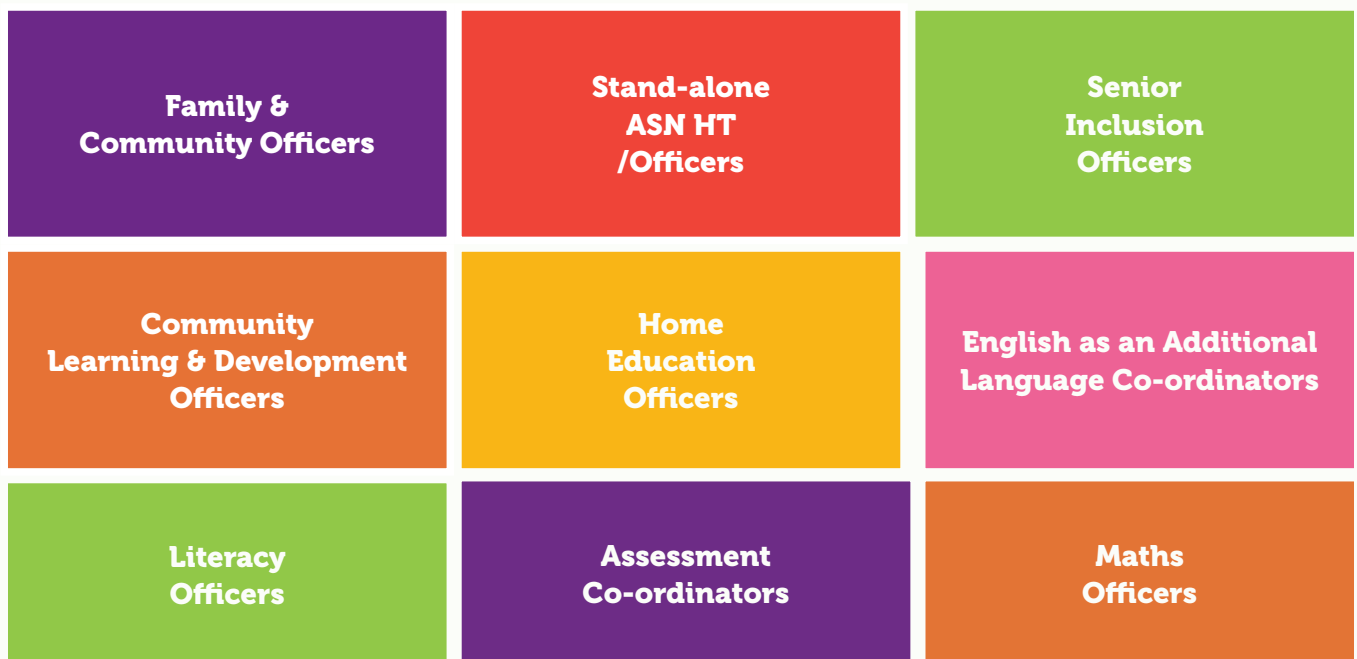 Family &
Community Officers
Stand-alone
ASN HT
/Officers
Senior
Inclusion
Officers
Community
Learning & Development
Officers
Home
Education
Officers
English as an Additional
Language Co-ordinators
Literacy
Officers
Assessment
Co-ordinators
Maths
Officers